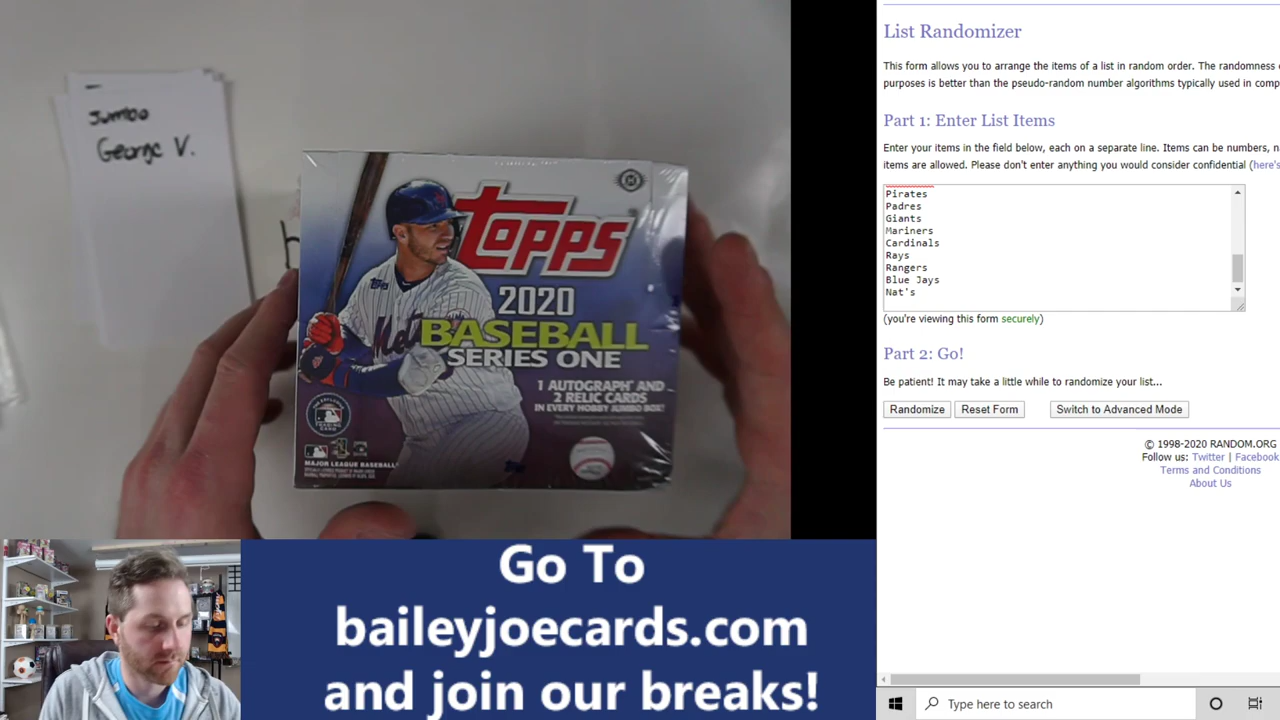 Jumbo
George V.
TOPPS
2020
BASEBALL
SERIES ONE
1 AUTOGRAPH* AND
2 RELIC CARDS
IN EVERY HOBBY JUMBO BOX!
Mets
MAJOR LEAGUE BASEBALL
Go To
baileyjoecards.com
and join our breaks!
List Randomizer
This form allows you to arrange the items of a list in random order. The randomness
purposes is better than the pseudo-random number algorithms typically used in comp
Part 1: Enter List Items
Enter your items in the field below, each on a separate line. Items can be numbers, n
items are allowed. Please don't enter anything you would consider confidential (here's
Pirates
Padres
Giants
Mariners
Cardinals
Rays
Rangers
Blue Jays
Nat's
(you're viewing this form securely)
Part 2: Go!
Be patient! It may take a little while to randomize your list...
Randomize
Reset Form
Switch to Advanced Mode
© 1998-2020 RANDOM.ORG
Follow us: Twitter | Facebook
Terms and Conditions
About Us
Type here to search